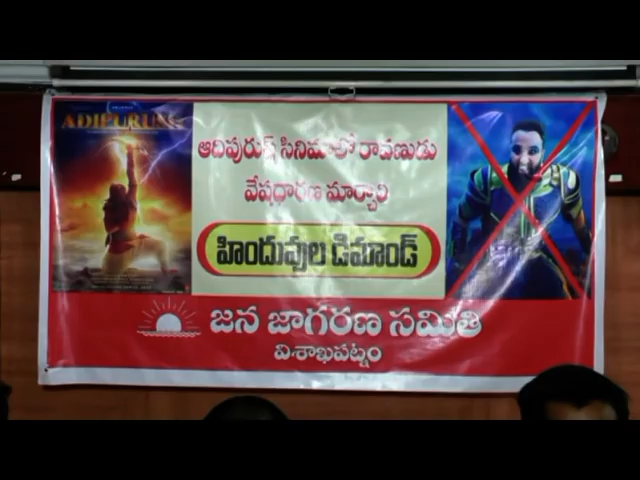 ADIPURUSH
ఆదిపురుష్ సినిమాలో రావణుడు
వేషధారణ మార్చాలి
హిందువుల డిమాండ్
జన జాగరణ సమితి
విశాఖపట్నం